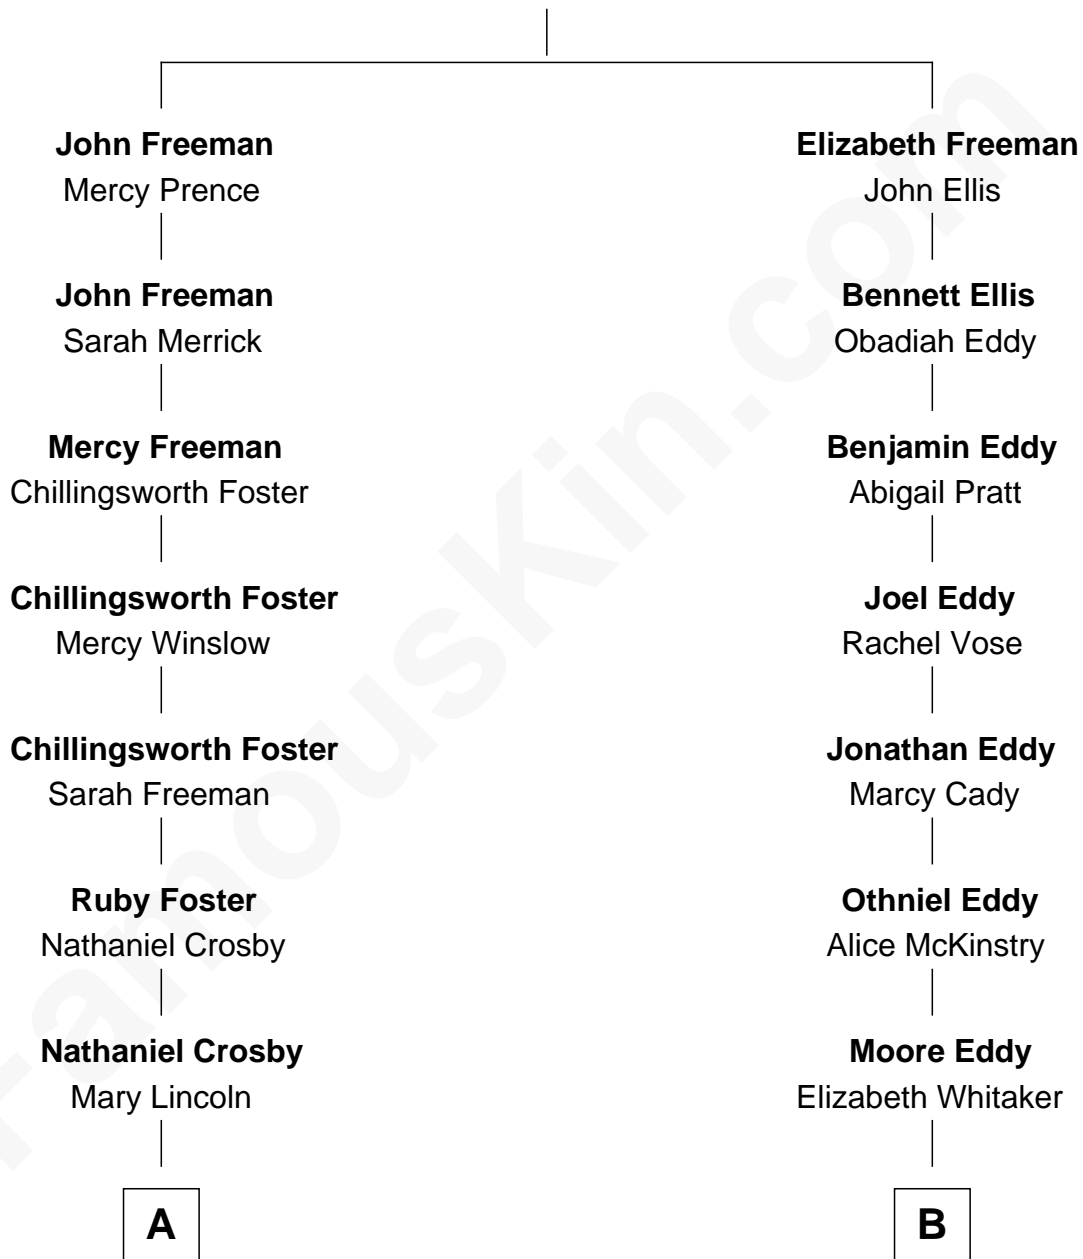 John Freeman
Mercy Prence
John Freeman
Sarah Merrick
Mercy Freeman
Chillingsworth Foster
Chillingsworth Foster
Mercy Winslow
Chillingsworth Foster
Sarah Freeman
Ruby Foster
Nathaniel Crosby
Nathaniel Crosby
Mary Lincoln
A
Elizabeth Freeman
John Ellis
Bennett Ellis
Obadiah Eddy
Benjamin Eddy
Abigail Pratt
Joel Eddy
Rachel Vose
Jonathan Eddy
Marcy Cady
Othniel Eddy
Alice McKinstry
Moore Eddy
Elizabeth Whitaker
B
FamousKin.com